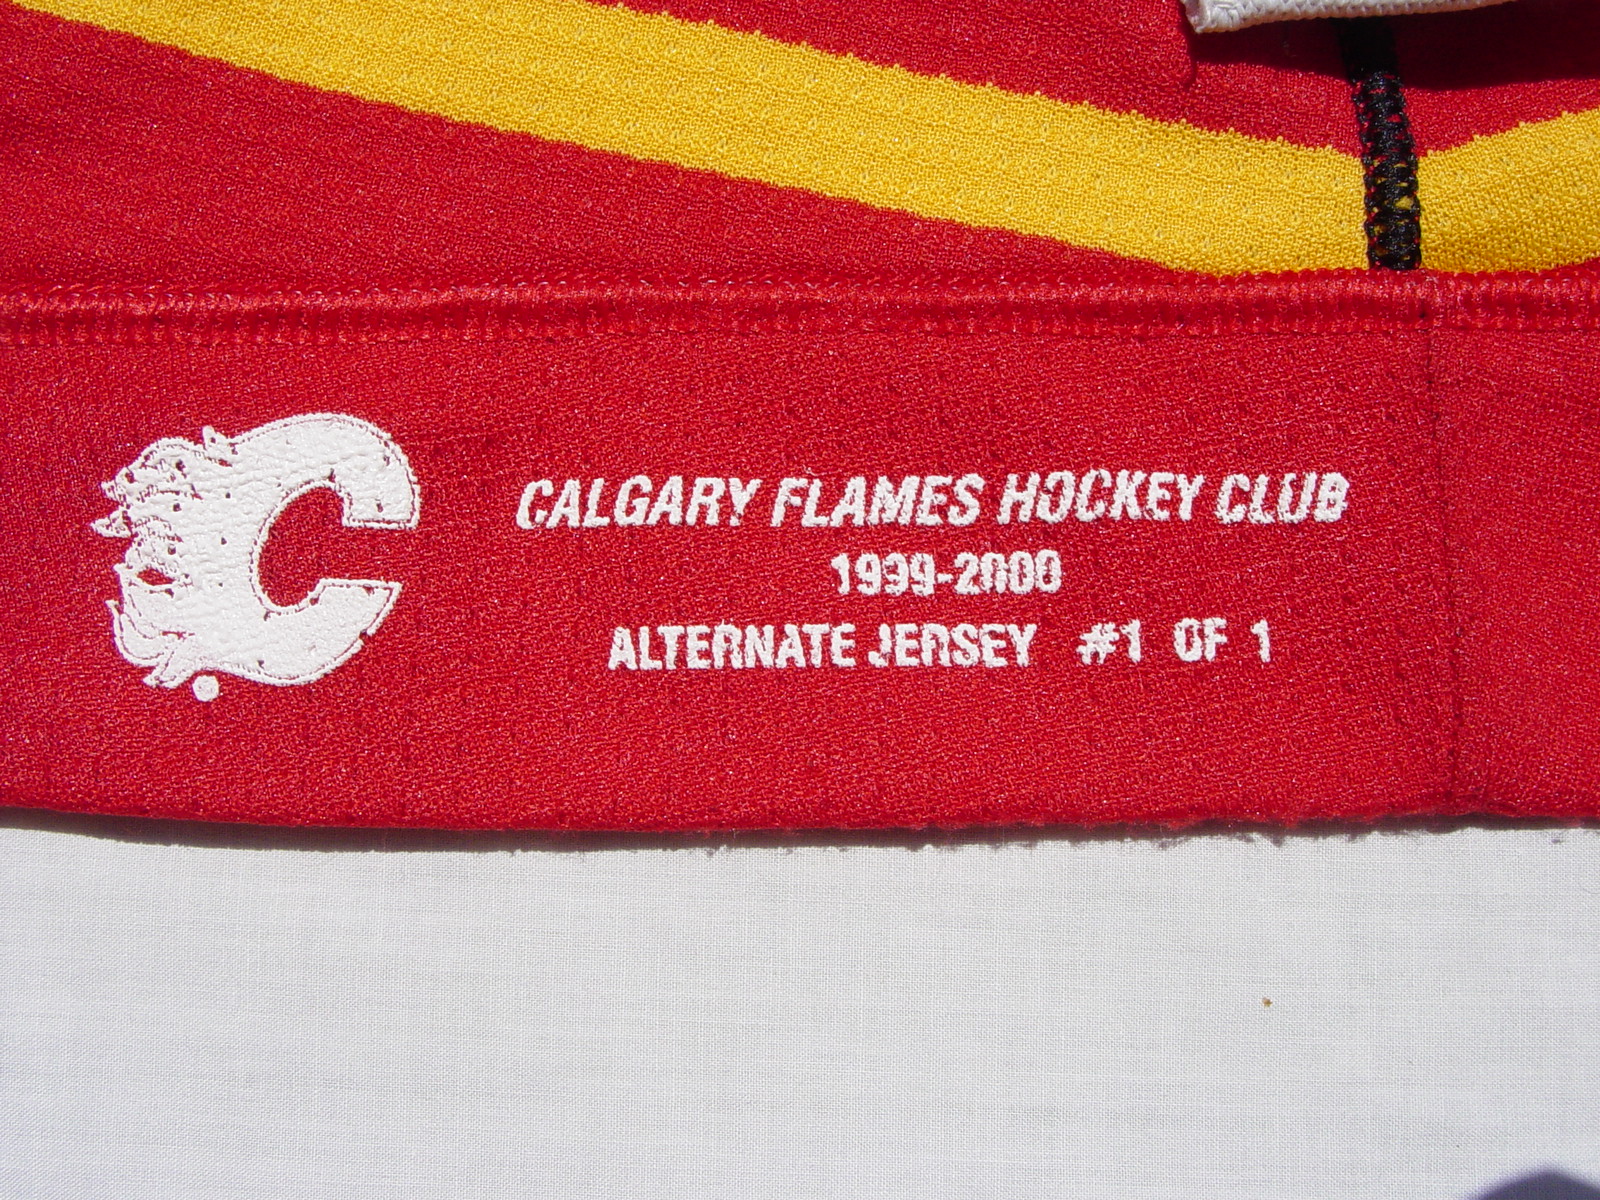 CALGARY FLAMES HOCKEY CLUB
1999-2000
ALTERNATE JERSEY #1 OF 1